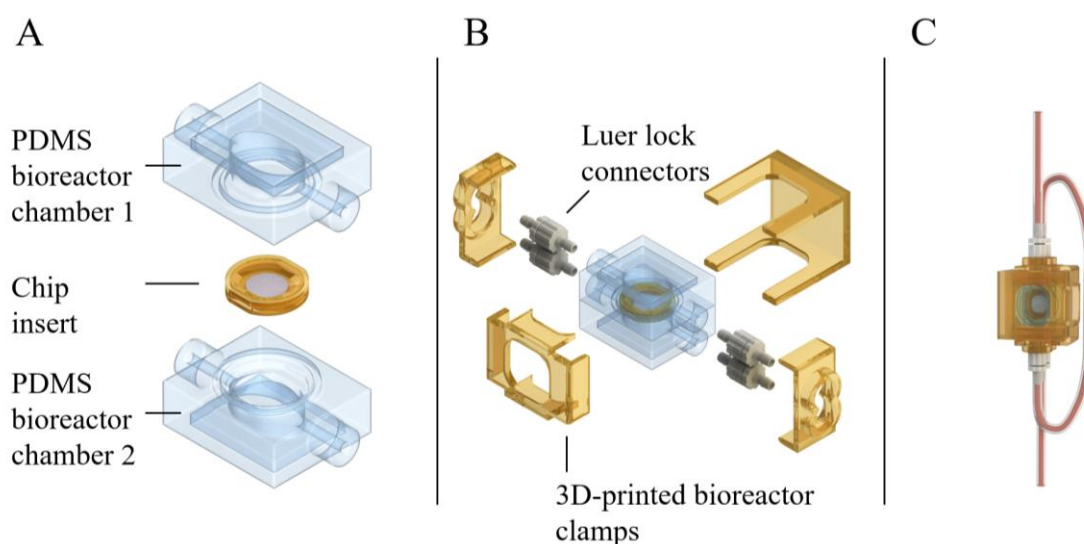 A
B
C
PDMS
bioreactor
chamber 1
Chip
insert
PDMS
bioreactor
chamber 2
Luer lock
connectors
3D-printed bioreactor
clamps